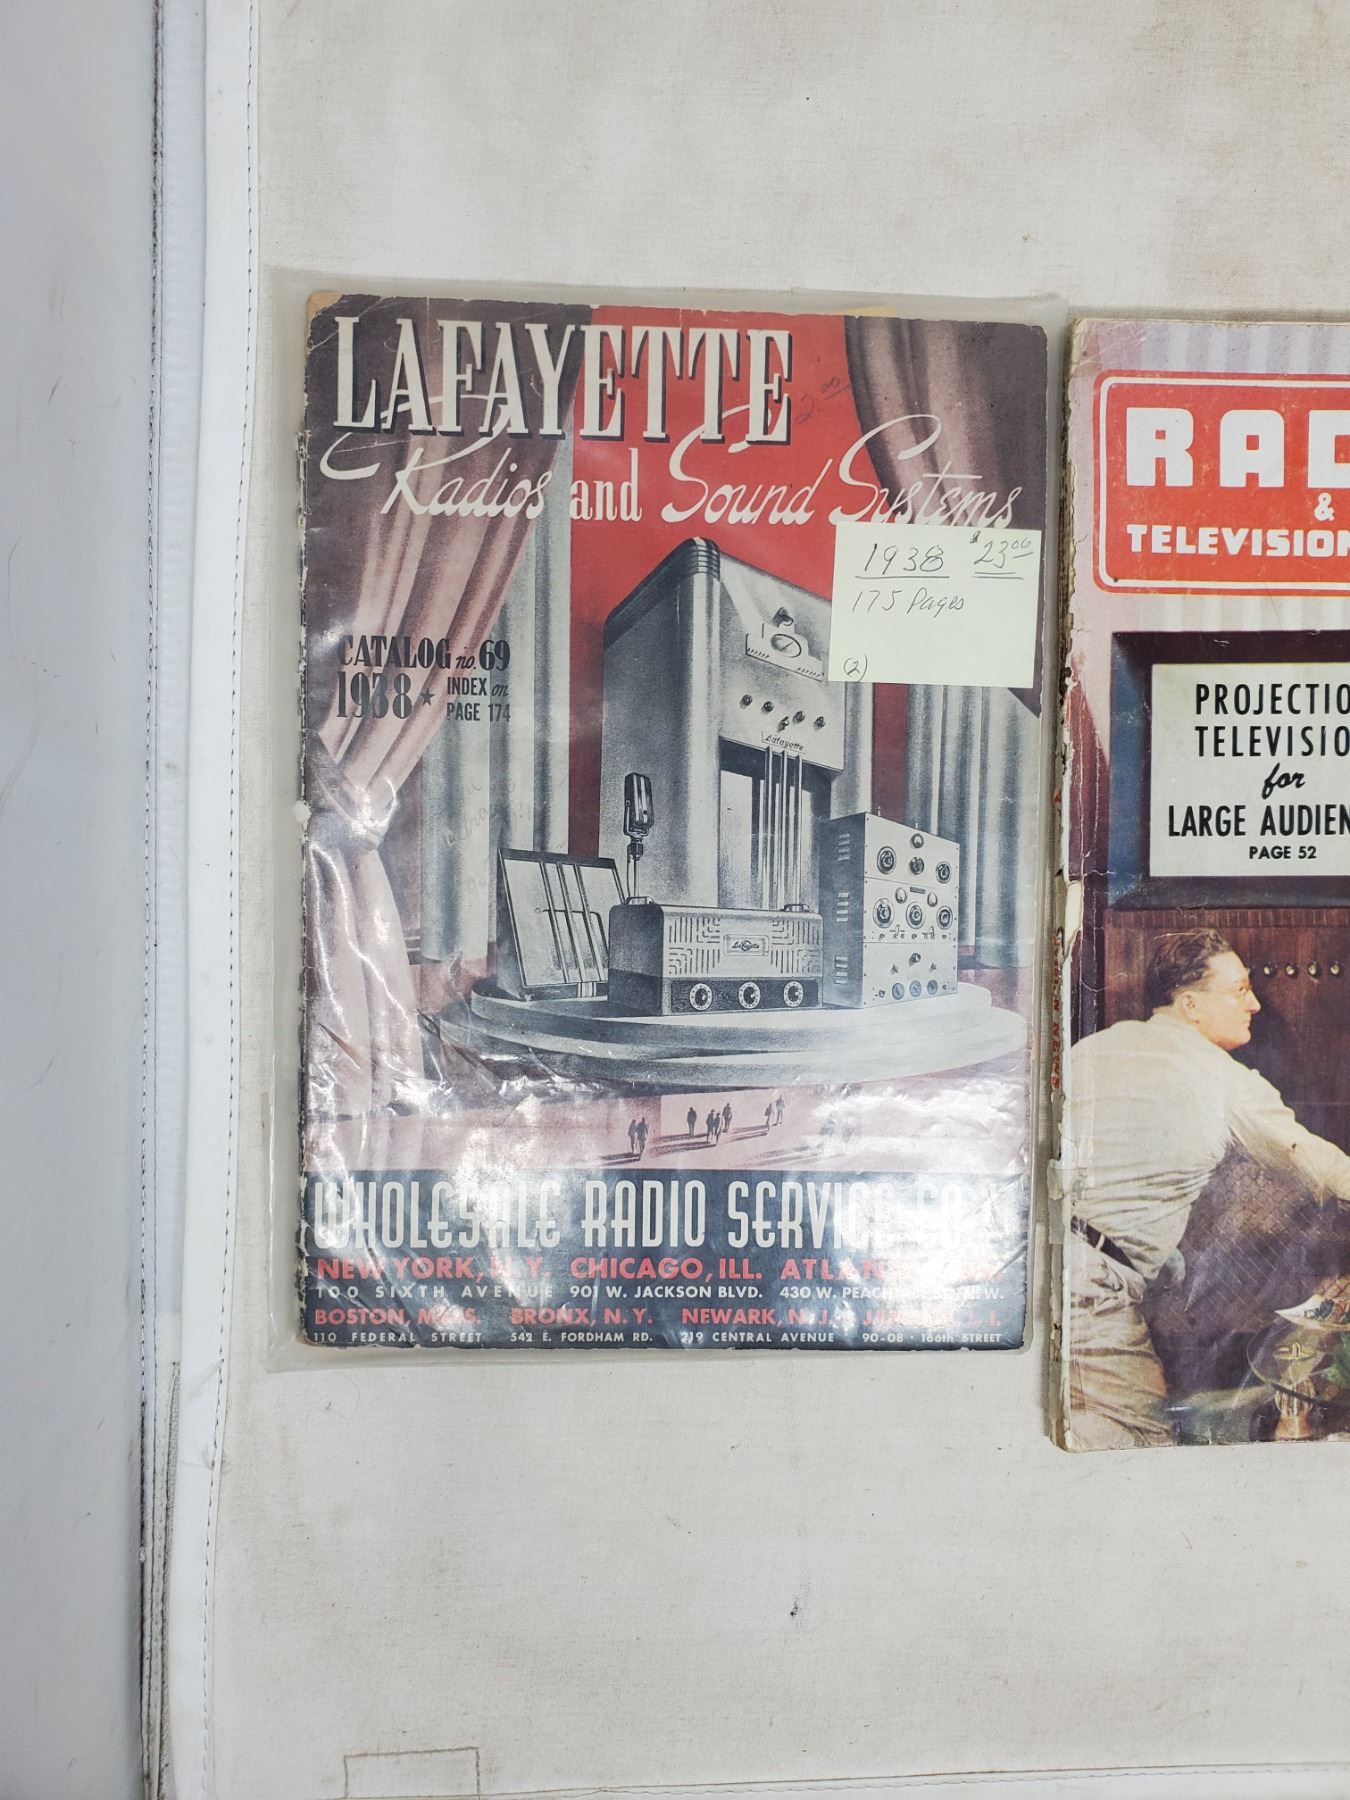 LAFAYETTE
Radios and Sound Systems
2.00
1938 $23.00
175 Pages
(2)
CATALOG no. 69
1938 ★ INDEX on
PAGE 174
Lafayette
Lafayette
WHOLESALE RADIO SERVICE CO.
NEW YORK, N.Y. CHICAGO, ILL.
100 SIXTH AVENUE 901 W. JACKSON BLVD. 430 W.
BOSTON, MASS. BRONX, N.Y. NEWARK, N.J. L.I.
110 FEDERAL STREET 542 E. FORDHAM RD. 219 CENTRAL AVENUE 90-08 · 166th STREET
RAD
&
TELEVISION
PROJECTIO
TELEVISIO
for
LARGE AUDIEN
PAGE 52
NEWS